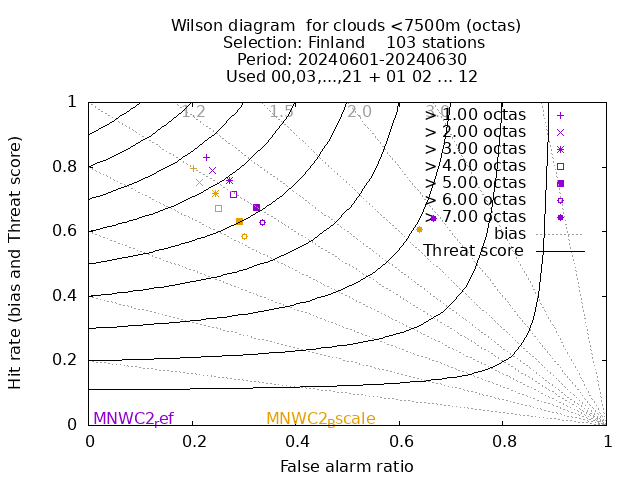 Wilson diagram  for clouds <7500m (octas)
Selection: Finland    103 stations
Period: 20240601-20240630
Used 00,03,...,21 + 01 02 ... 12
Hit rate (bias and Threat score)
1
0.8
0.6
0.4
0.2
0
1.2 1.5 2.0 3.0
> 1.00 octas
> 2.00 octas
> 3.00 octas
> 4.00 octas
> 5.00 octas
> 6.00 octas
> 7.00 octas
bias
Threat score
MNWC2ref MNWC2Bscale
0 0.2 0.4 0.6 0.8 1
False alarm ratio